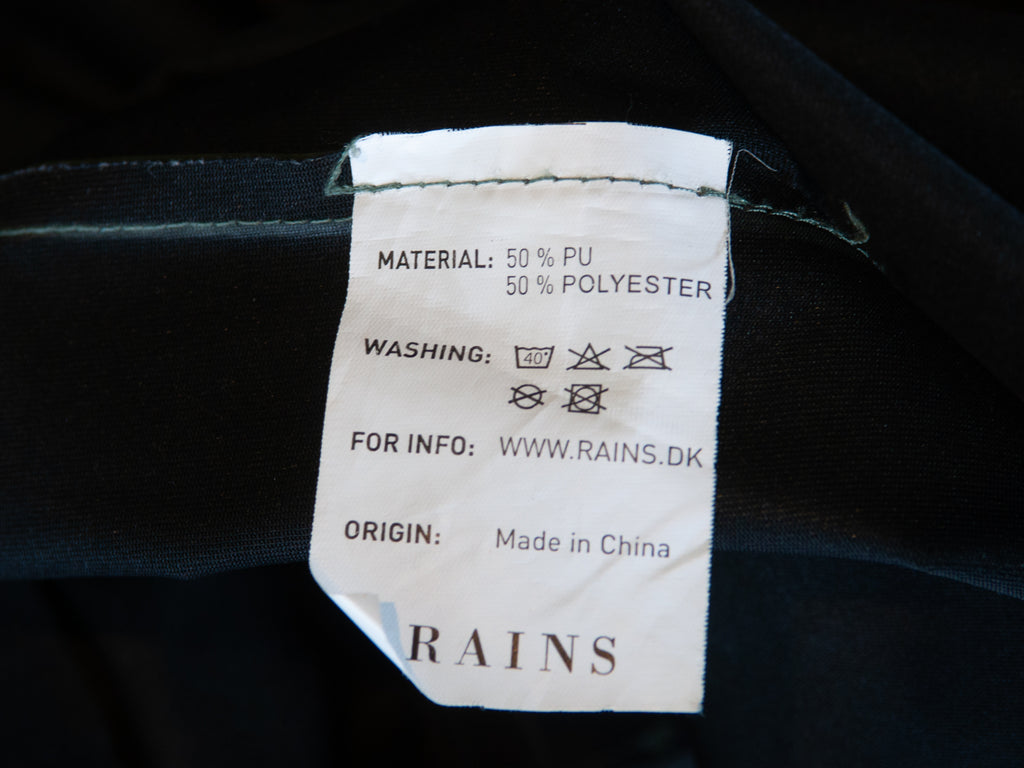 MATERIAL: 50 % PU
50 % POLYESTER
WASHING: 40°
FOR INFO: WWW.RAINS.DK
ORIGIN: Made in China
RAINS